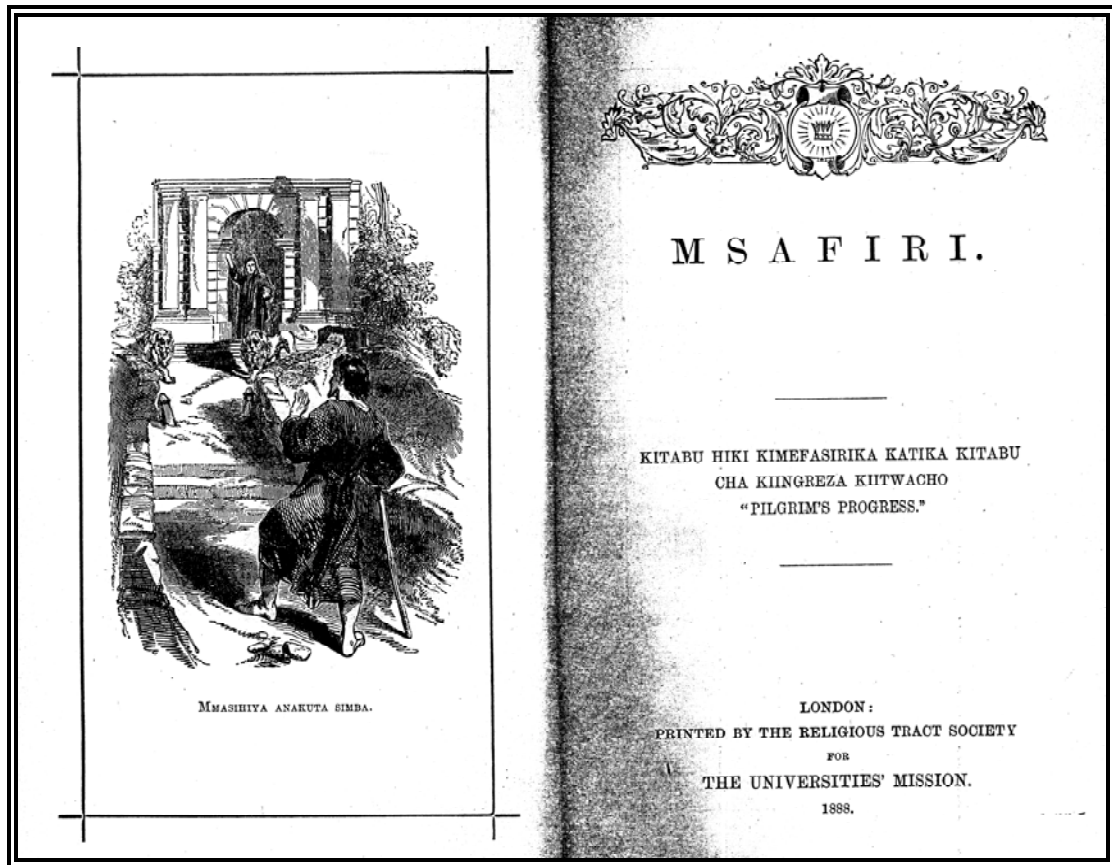 MMASIHIYA ANAKUTA SIMBA.
MSAFIRI.
KITABU HIKI KIMEFASIRIKA KATIKA KITABU
CHA KIINGREZA KIITWACHO
"PILGRIM'S PROGRESS."
LONDON:
PRINTED BY THE RELIGIOUS TRACT SOCIETY
FOR
THE UNIVERSITIES' MISSION.
1888.